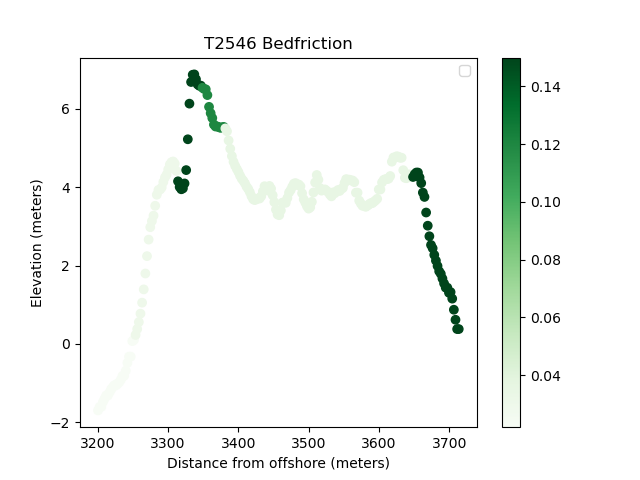 T2546 Bedfriction
Elevation (meters)
6
4
2
0
−2
3200 3300 3400 3500 3600 3700
Distance from offshore (meters)
0.14
0.12
0.10
0.08
0.06
0.04